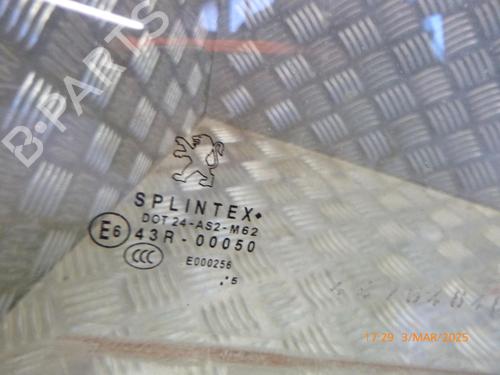 B-PARTS
SPLINTEX
DOT 24-AS2-M62
E6 43R-00050
CCC
E000256
.: 5
17:29 3/MAR/2025